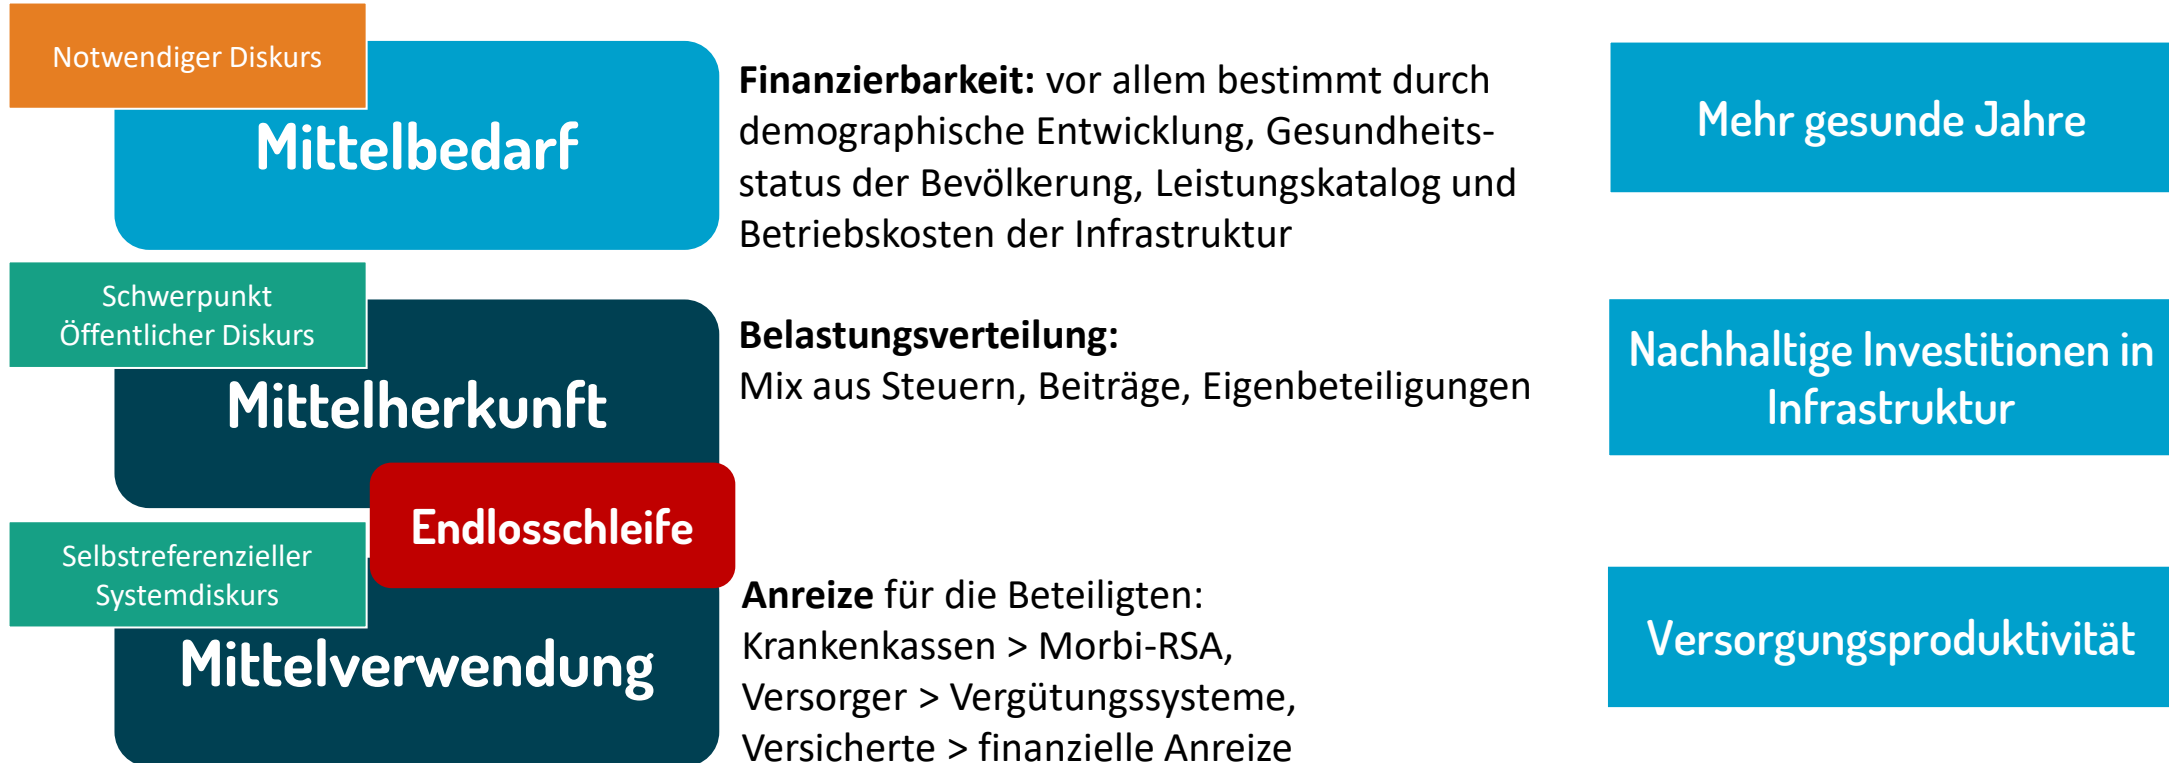 Notwendiger Diskurs
Mittelbedarf
Finanzierbarkeit: vor allem bestimmt durch
demographische Entwicklung, Gesundheits-
status der Bevölkerung, Leistungskatalog und
Betriebskosten der Infrastruktur
Mehr gesunde Jahre
Schwerpunkt
Öffentlicher Diskurs
Mittelherkunft
Belastungsverteilung:
Mix aus Steuern, Beiträge, Eigenbeteiligungen
Nachhaltige Investitionen in
Infrastruktur
Endlosschleife
Selbstreferenzieller
Systemdiskurs
Mittelverwendung
Anreize für die Beteiligten:
Krankenkassen > Morbi-RSA,
Versorger > Vergütungssysteme,
Versicherte > finanzielle Anreize
Versorgungsproduktivität